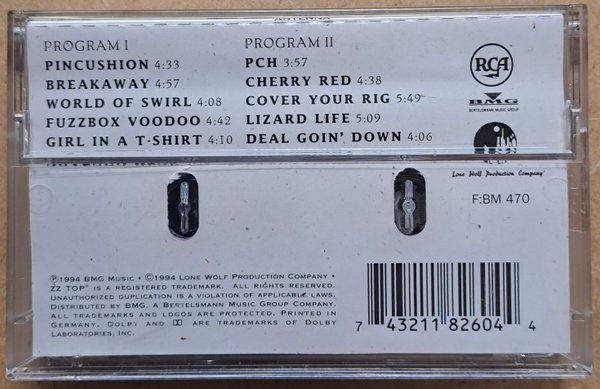 ANTENNA
PROGRAM I
PINCUSHION 4:33
BREAKAWAY 4:57
WORLD OF SWIRL 4:08
FUZZBOX VOODOO 4:42
GIRL IN A T-SHIRT 4:10
PROGRAM II
PCH 3:57
CHERRY RED 4:38
COVER YOUR RIG 5:49
LIZARD LIFE 5:09
DEAL GOIN' DOWN 4:06
RCA
BMG
BERTELSMANN MUSIC GROUP
Lone Wolf Production Company
F:BM 470
℗1994 BMG MUSIC • ©1994 LONE WOLF PRODUCTION COMPANY •
ZZ TOP® IS A REGISTERED TRADEMARK. ALL RIGHTS RESERVED.
UNAUTHORIZED DUPLICATION IS A VIOLATION OF APPLICABLE LAWS.
DISTRIBUTED BY BMG. A BERTELSMANN MUSIC GROUP COMPANY.
ALL TRADEMARKS AND LOGOS ARE PROTECTED. PRINTED IN
GERMANY. DOLBY AND ARE TRADEMARKS OF DOLBY
LABORATORIES, INC.
7 43211 82604 4